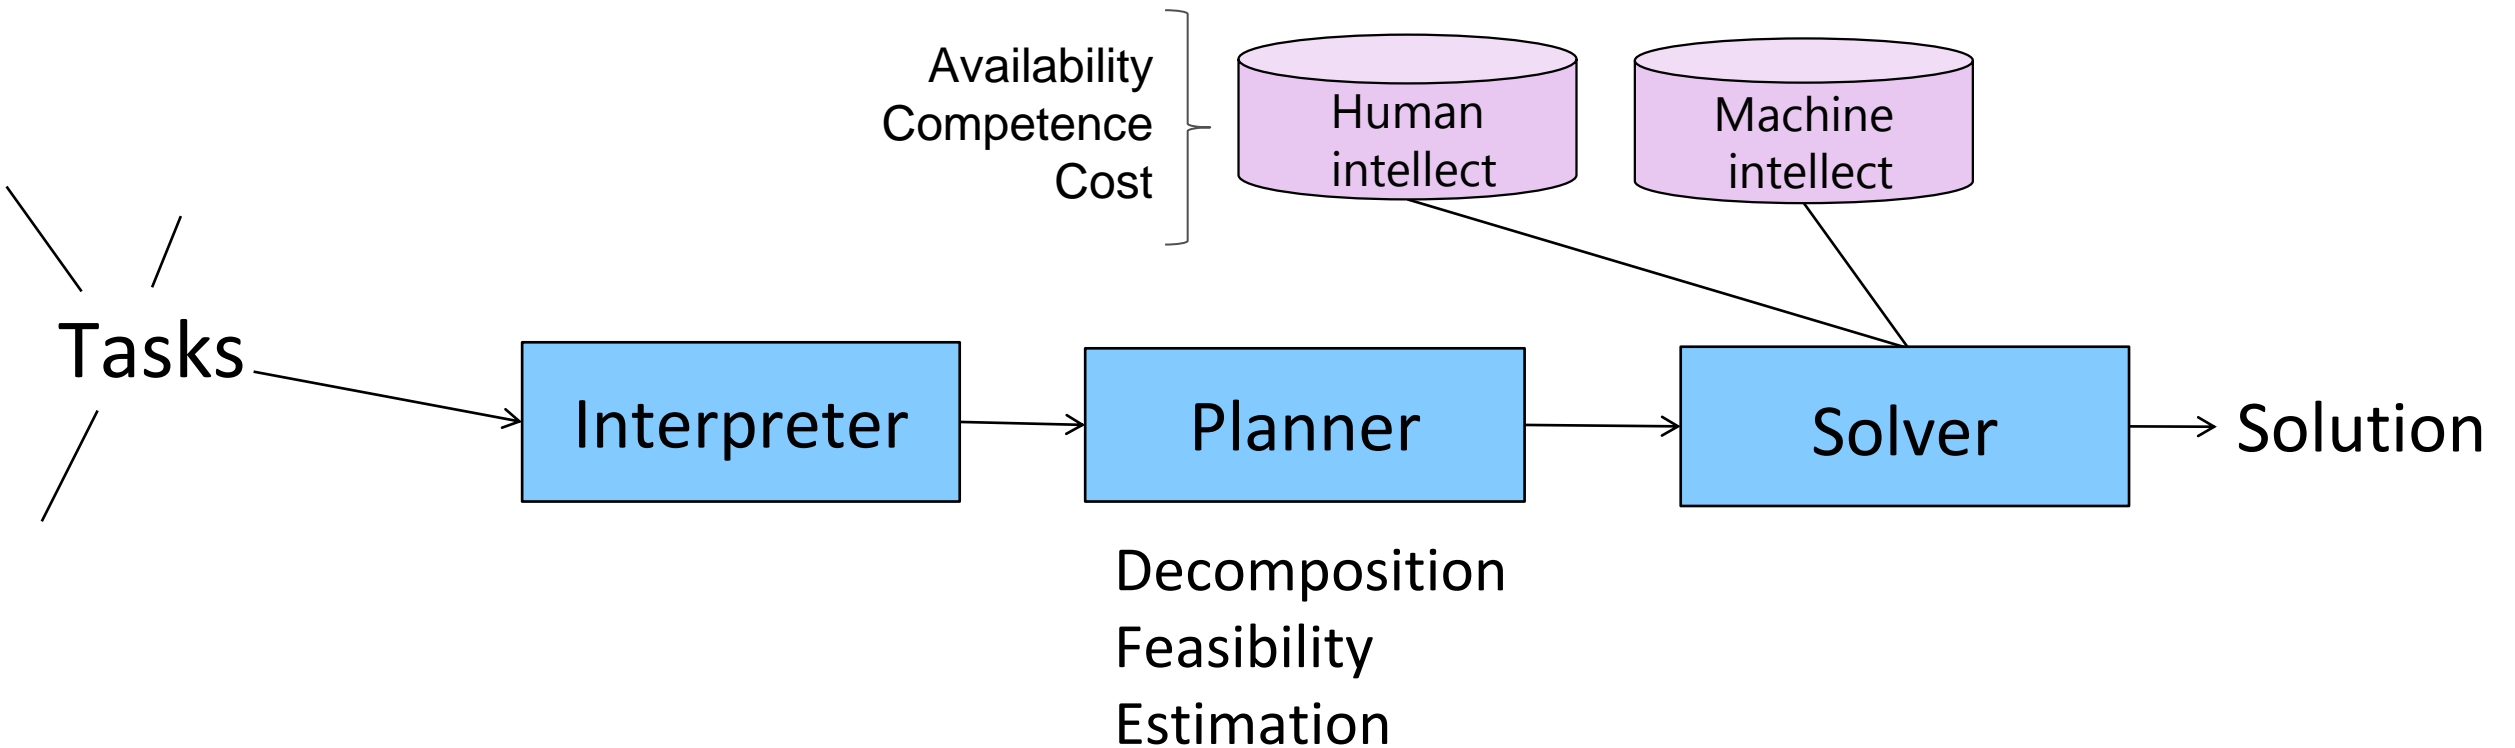 Availability
Competence
Cost
Human
intellect
Machine
intellect
Tasks
Interpreter
Planner
Solver
Solution
Decomposition
Feasibility
Estimation